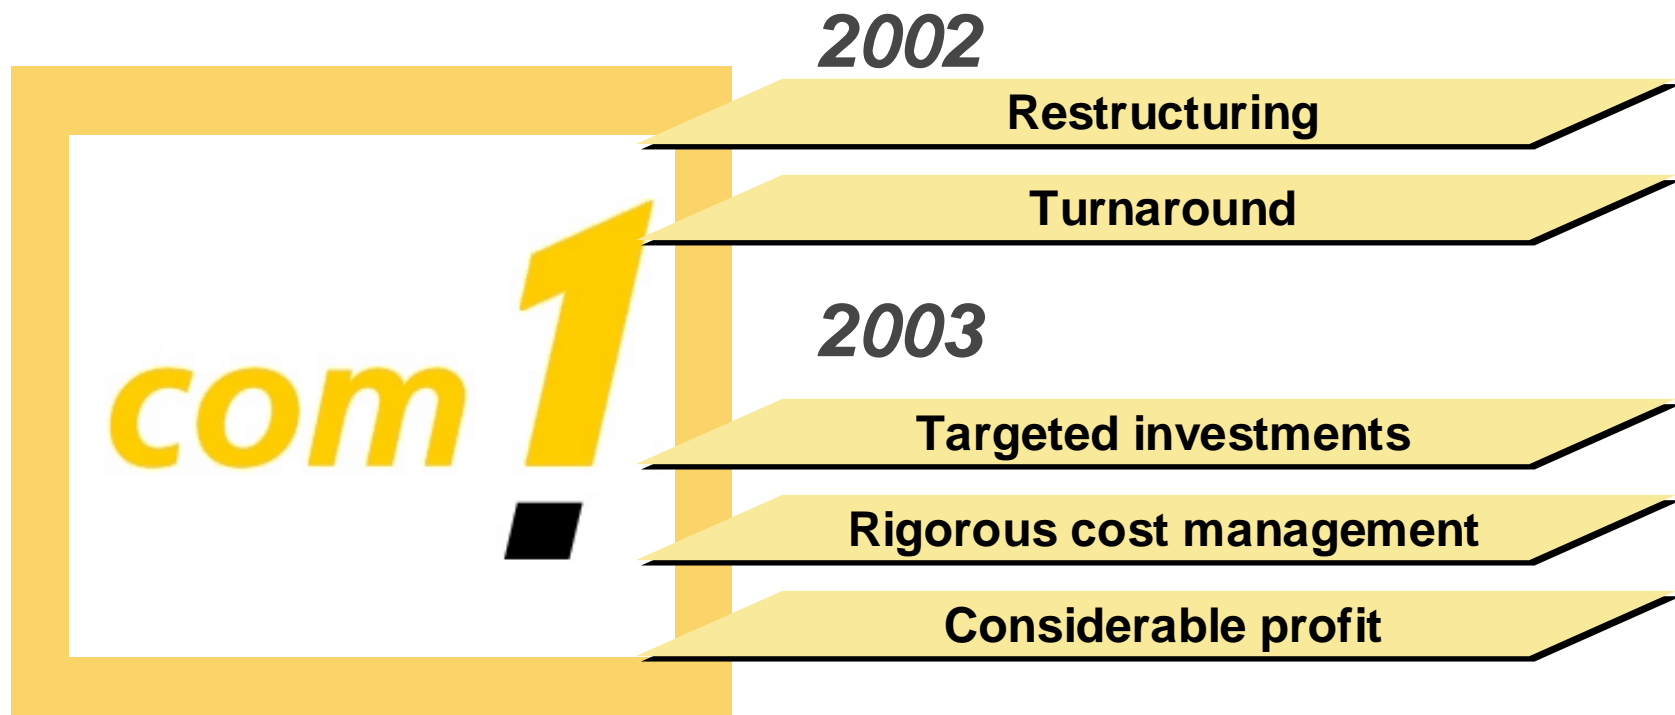 2002
Restructuring
Turnaround
com1
2003
Targeted investments
Rigorous cost management
Considerable profit